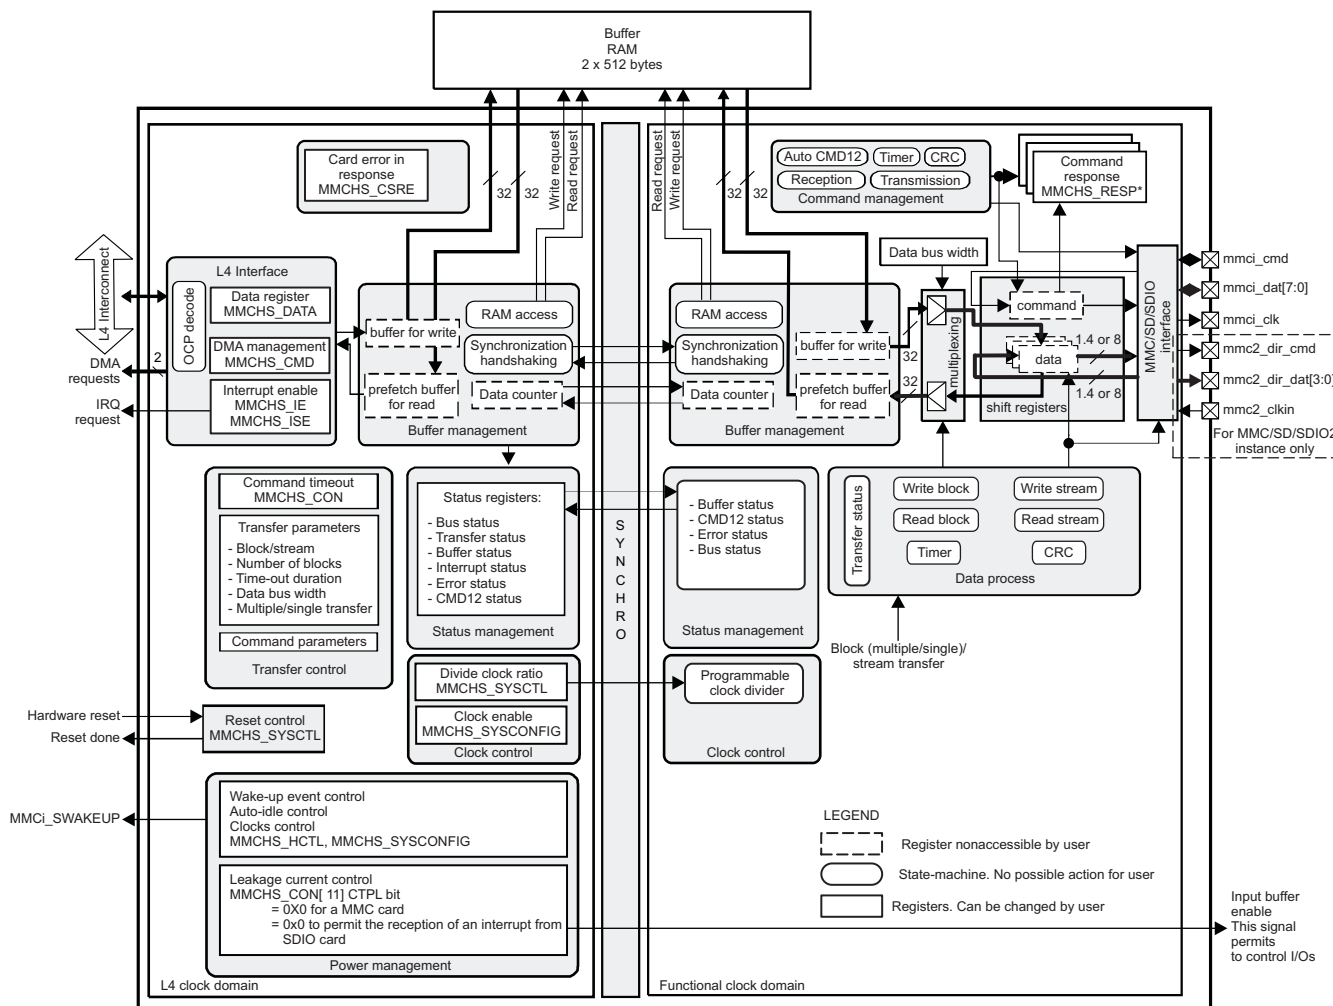 Buffer
RAM
2 x 512 bytes
Card error in
response
MMCHS_CSRE
32
32
Write request
Read request
Read request
Write request
32
32
Auto CMD12
Timer
CRC
Reception
Transmission
Command management
Command
response
MMCHS_RESP*
L4 Interconnect
DMA
requests
2
IRQ
request
L4 Interface
OCP decode
Data register
MMCHS_DATA
DMA management
MMCHS_CMD
Interrupt enable
MMCHS_IE
MMCHS_ISE
buffer for write
prefetch buffer
for read
RAM access
Synchronization
handshaking
Data counter
Buffer management
RAM access
Synchronization
handshaking
Data counter
buffer for write
prefetch buffer
for read
Buffer management
32
32
Data bus width
multiplexing
command
data
shift registers
1.4 or 8
1.4 or 8
MMC/SD/SDIO
interface
mmci_cmd
mmci_dat[7:0]
mmci_clk
mmc2_dir_cmd
mmc2_dir_dat[3:0]
mmc2_clkin
For MMC/SD/SDIO2
instance only
Command timeout
MMCHS_CON
Transfer parameters
- Block/stream
- Number of blocks
- Time-out duration
- Data bus width
- Multiple/single transfer
Command parameters
Transfer control
Status registers:
- Bus status
- Transfer status
- Buffer status
- Interrupt status
- Error status
- CMD12 status
Status management
SYNCHRO
- Buffer status
- CMD12 status
- Error status
- Bus status
Status management
Transfer status
Write block
Write stream
Read block
Read stream
Timer
CRC
Data process
Block (multiple/single)/
stream transfer
Divide clock ratio
MMCHS_SYSCTL
Clock enable
MMCHS_SYSCONFIG
Clock control
Programmable
clock divider
Clock control
Hardware reset
Reset done
Reset control
MMCHS_SYSCTL
MMCi_SWAKEUP
Wake-up event control
Auto-idle control
Clocks control
MMCHS_HCTL, MMCHS_SYSCONFIG
Leakage current control
MMCHS_CON[ 11] CTPL bit
= 0X0 for a MMC card
= 0x0 to permit the reception of an interrupt from
SDIO card
Power management
LEGEND
Register nonaccessible by user
State-machine. No possible action for user
Registers. Can be changed by user
Input buffer
enable
This signal
permits
to control I/Os
L4 clock domain
Functional clock domain